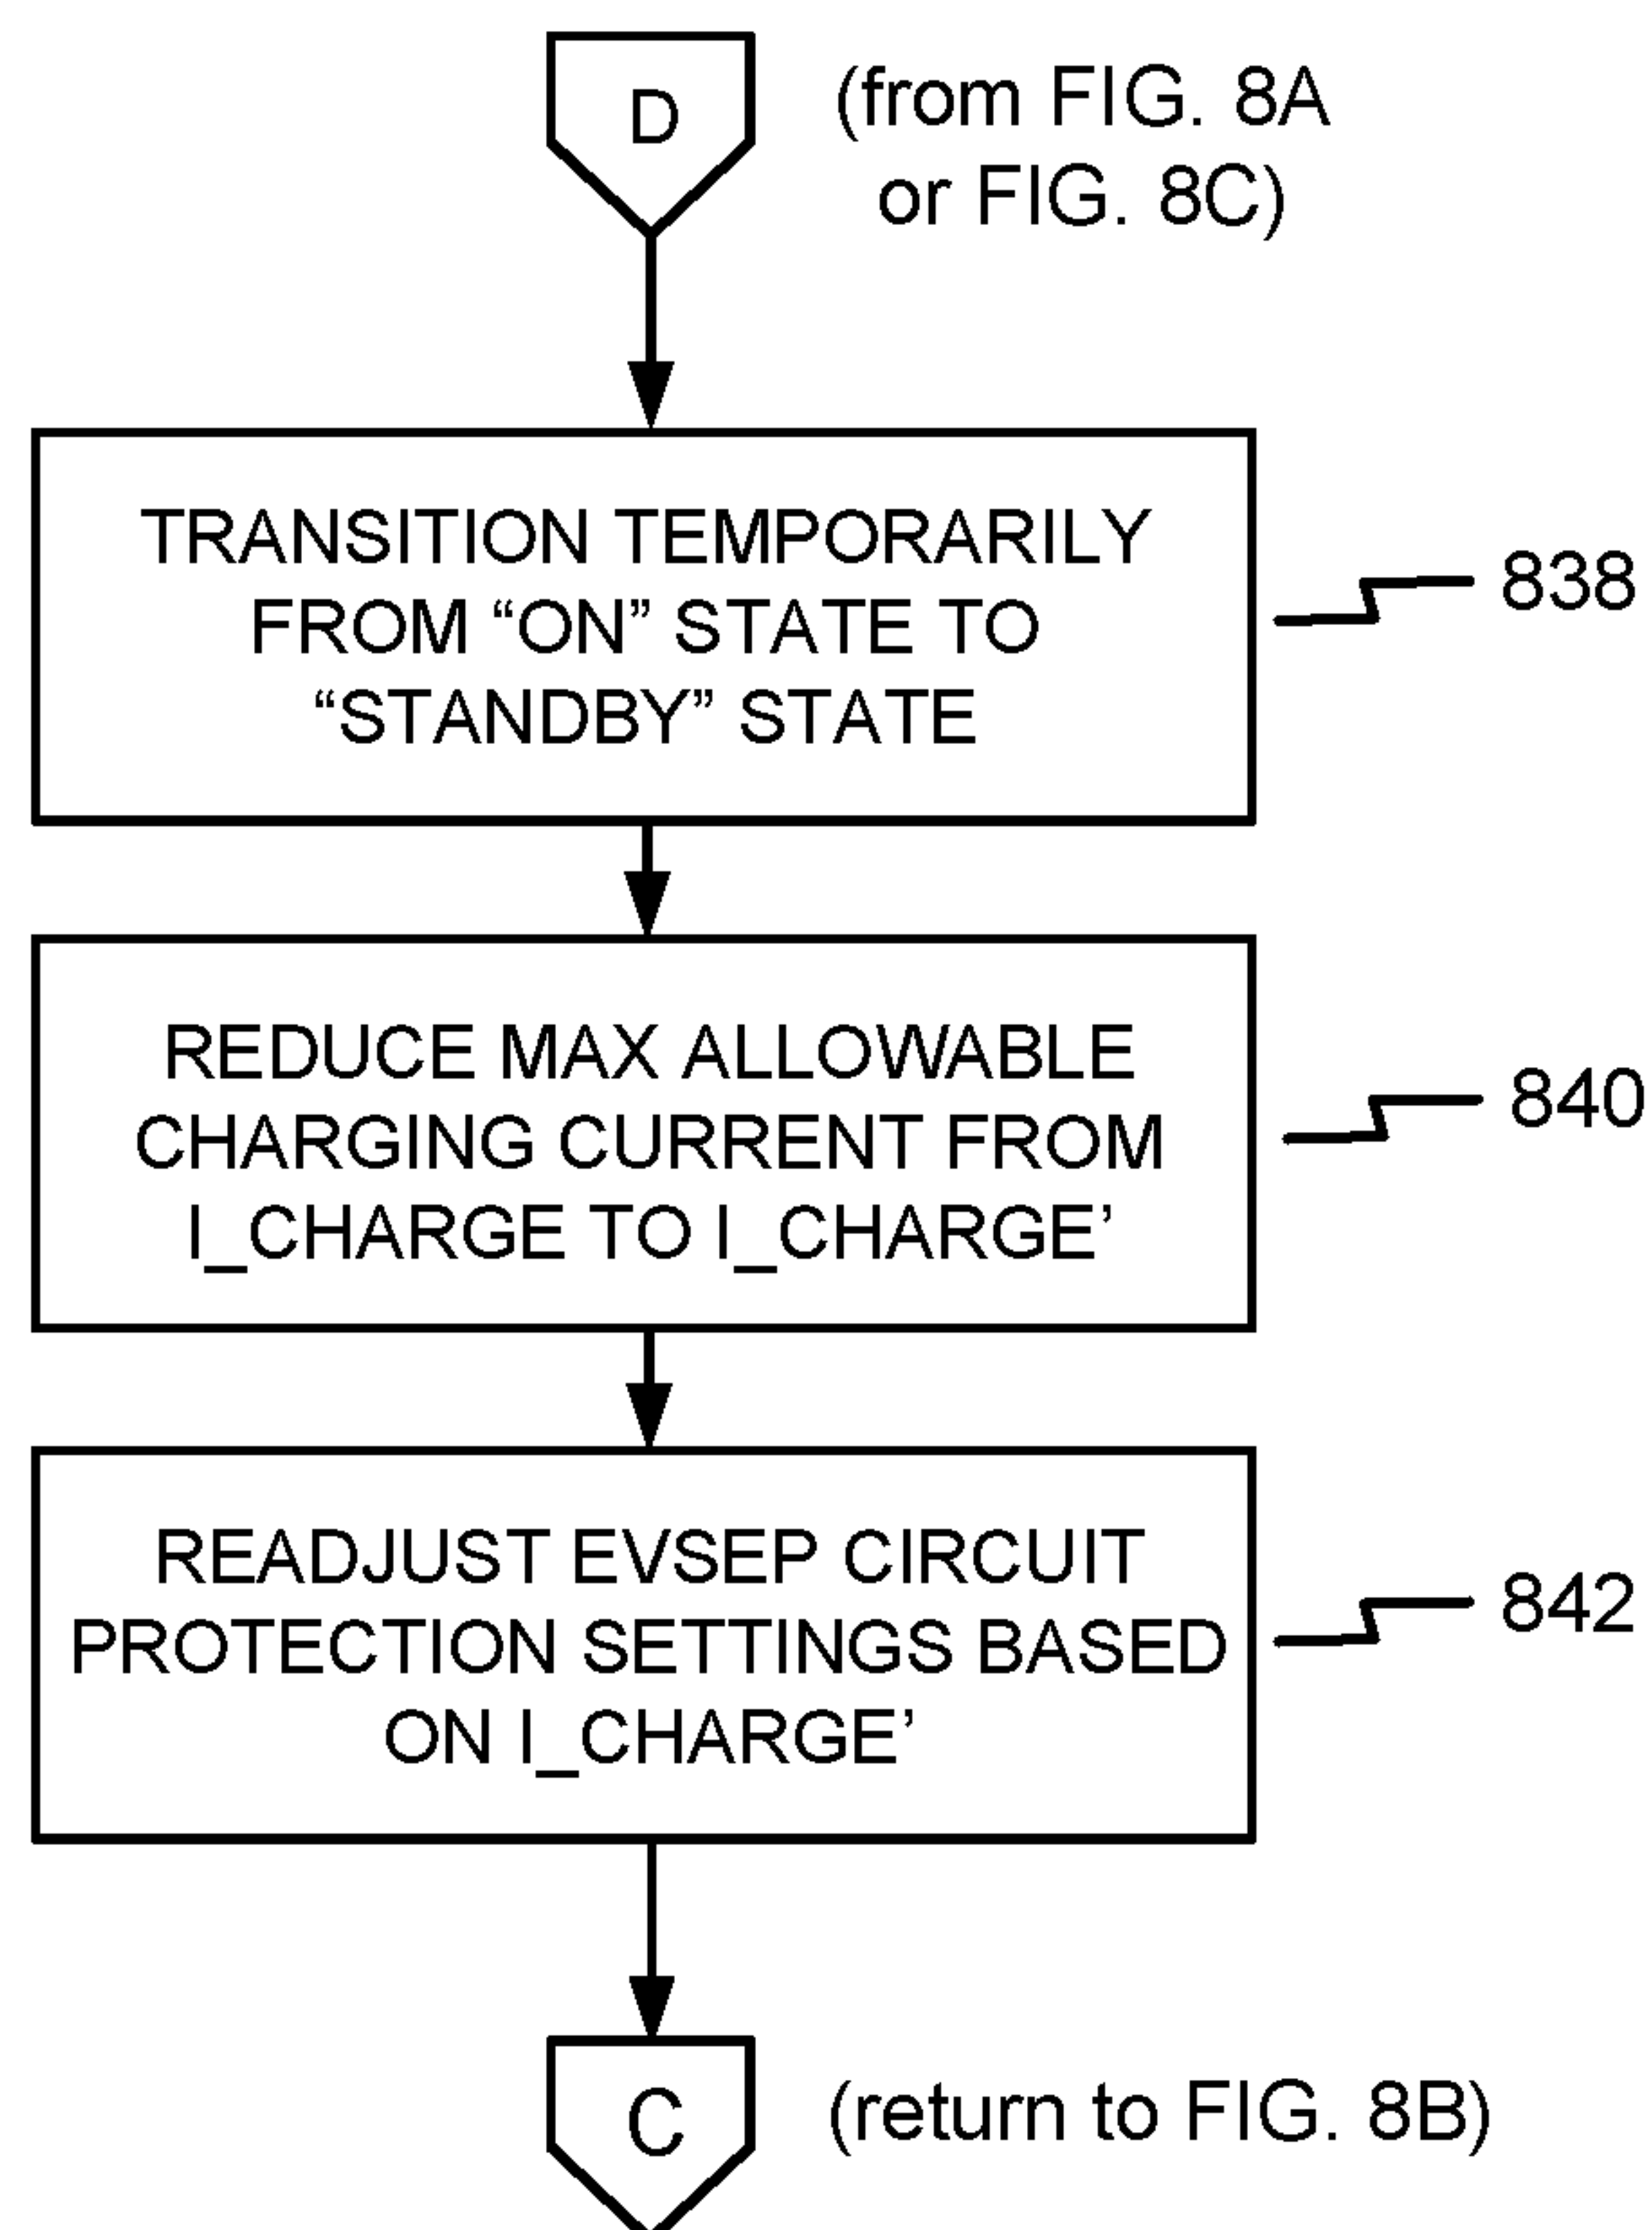 D
(from FIG. 8A
or FIG. 8C)
TRANSITION TEMPORARILY
FROM “ON” STATE TO
“STANDBY” STATE
838
REDUCE MAX ALLOWABLE
CHARGING CURRENT FROM
I_CHARGE TO I_CHARGE’
840
READJUST EVSEP CIRCUIT
PROTECTION SETTINGS BASED
ON I_CHARGE’
842
C
(return to FIG. 8B)